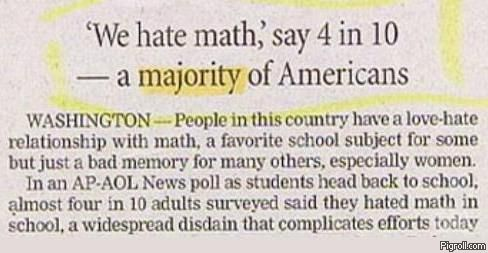 ‘We hate math,’ say 4 in 10
— a majority of Americans
WASHINGTON — People in this country have a love-hate
relationship with math, a favorite school subject for some
but just a bad memory for many others, especially women.
In an AP-AOL News poll as students head back to school,
almost four in 10 adults surveyed said they hated math in
school, a widespread disdain that complicates efforts today
Pigroll.com